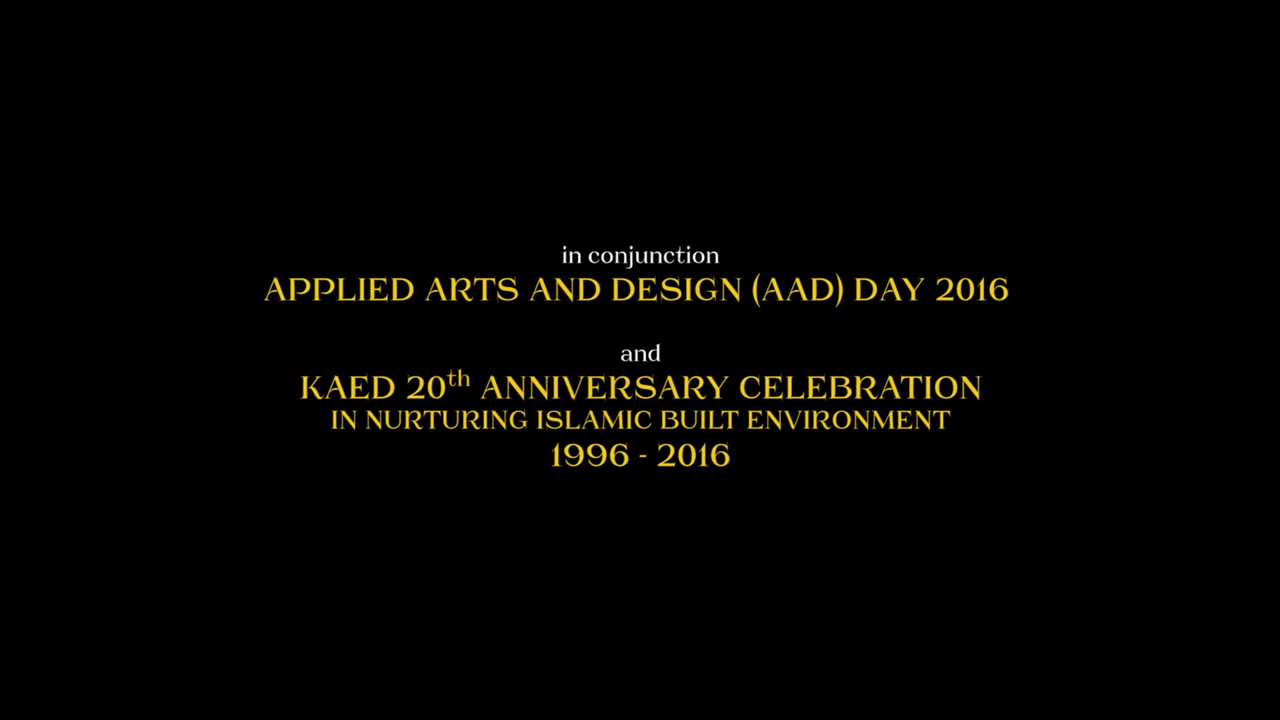 in conjunction
APPLIED ARTS AND DESIGN (AAD) DAY 2016
and
KAED 20th ANNIVERSARY CELEBRATION
IN NURTURING ISLAMIC BUILT ENVIRONMENT
1996 - 2016